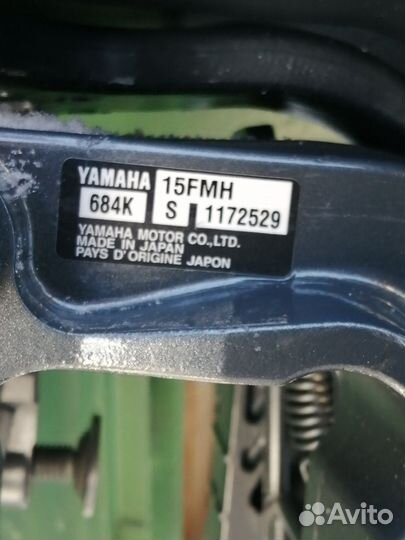 YAMAHA 15FMH
684K S 1172529
YAMAHA MOTOR CO.,LTD.
MADE IN JAPAN
PAYS D'ORIGINE JAPON
Avito